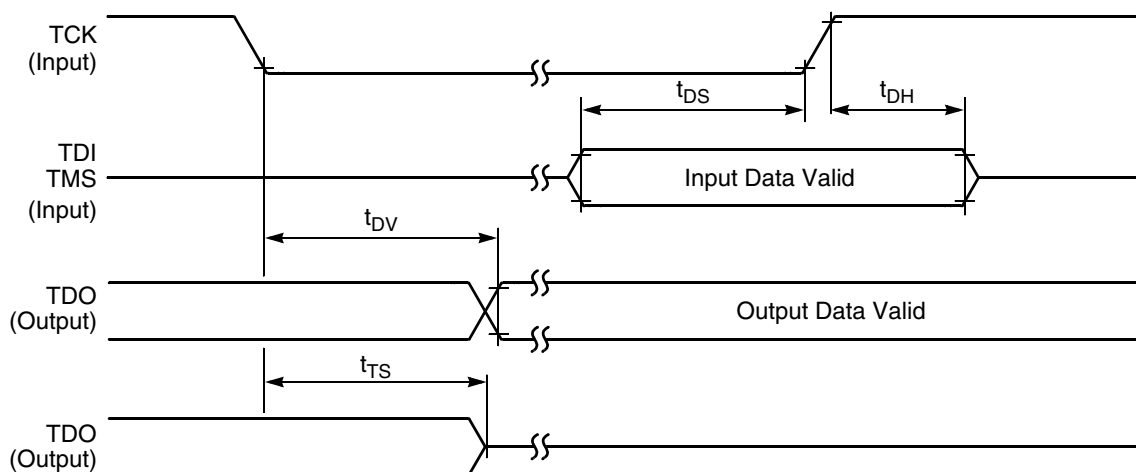 TCK
(Input)
tDS
tDH
TDI
TMS
(Input)
Input Data Valid
tDV
TDO
(Output)
Output Data Valid
tTS
TDO
(Output)